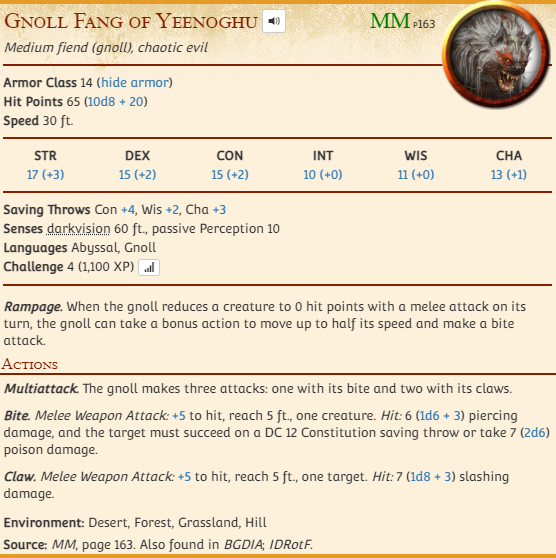 Gnoll Fang of Yeenoghu MM P163
Medium fiend (gnoll), chaotic evil
Armor Class 14 (hide armor)
Hit Points 65 (10d8 + 20)
Speed 30 ft.
STR DEX CON INT WIS CHA
17 (+3) 15 (+2) 15 (+2) 10 (+0) 11 (+0) 13 (+1)
Saving Throws Con +4, Wis +2, Cha +3
Senses darkvision 60 ft., passive Perception 10
Languages Abyssal, Gnoll
Challenge 4 (1,100 XP)
Rampage. When the gnoll reduces a creature to 0 hit points with a melee attack on its
turn, the gnoll can take a bonus action to move up to half its speed and make a bite
attack.
Actions
Multiattack. The gnoll makes three attacks: one with its bite and two with its claws.
Bite. Melee Weapon Attack: +5 to hit, reach 5 ft., one creature. Hit: 6 (1d6 + 3) piercing
damage, and the target must succeed on a DC 12 Constitution saving throw or take 7 (2d6)
poison damage.
Claw. Melee Weapon Attack: +5 to hit, reach 5 ft., one target. Hit: 7 (1d8 + 3) slashing
damage.
Environment: Desert, Forest, Grassland, Hill
Source: MM, page 163. Also found in BGDIA; IDRotF.